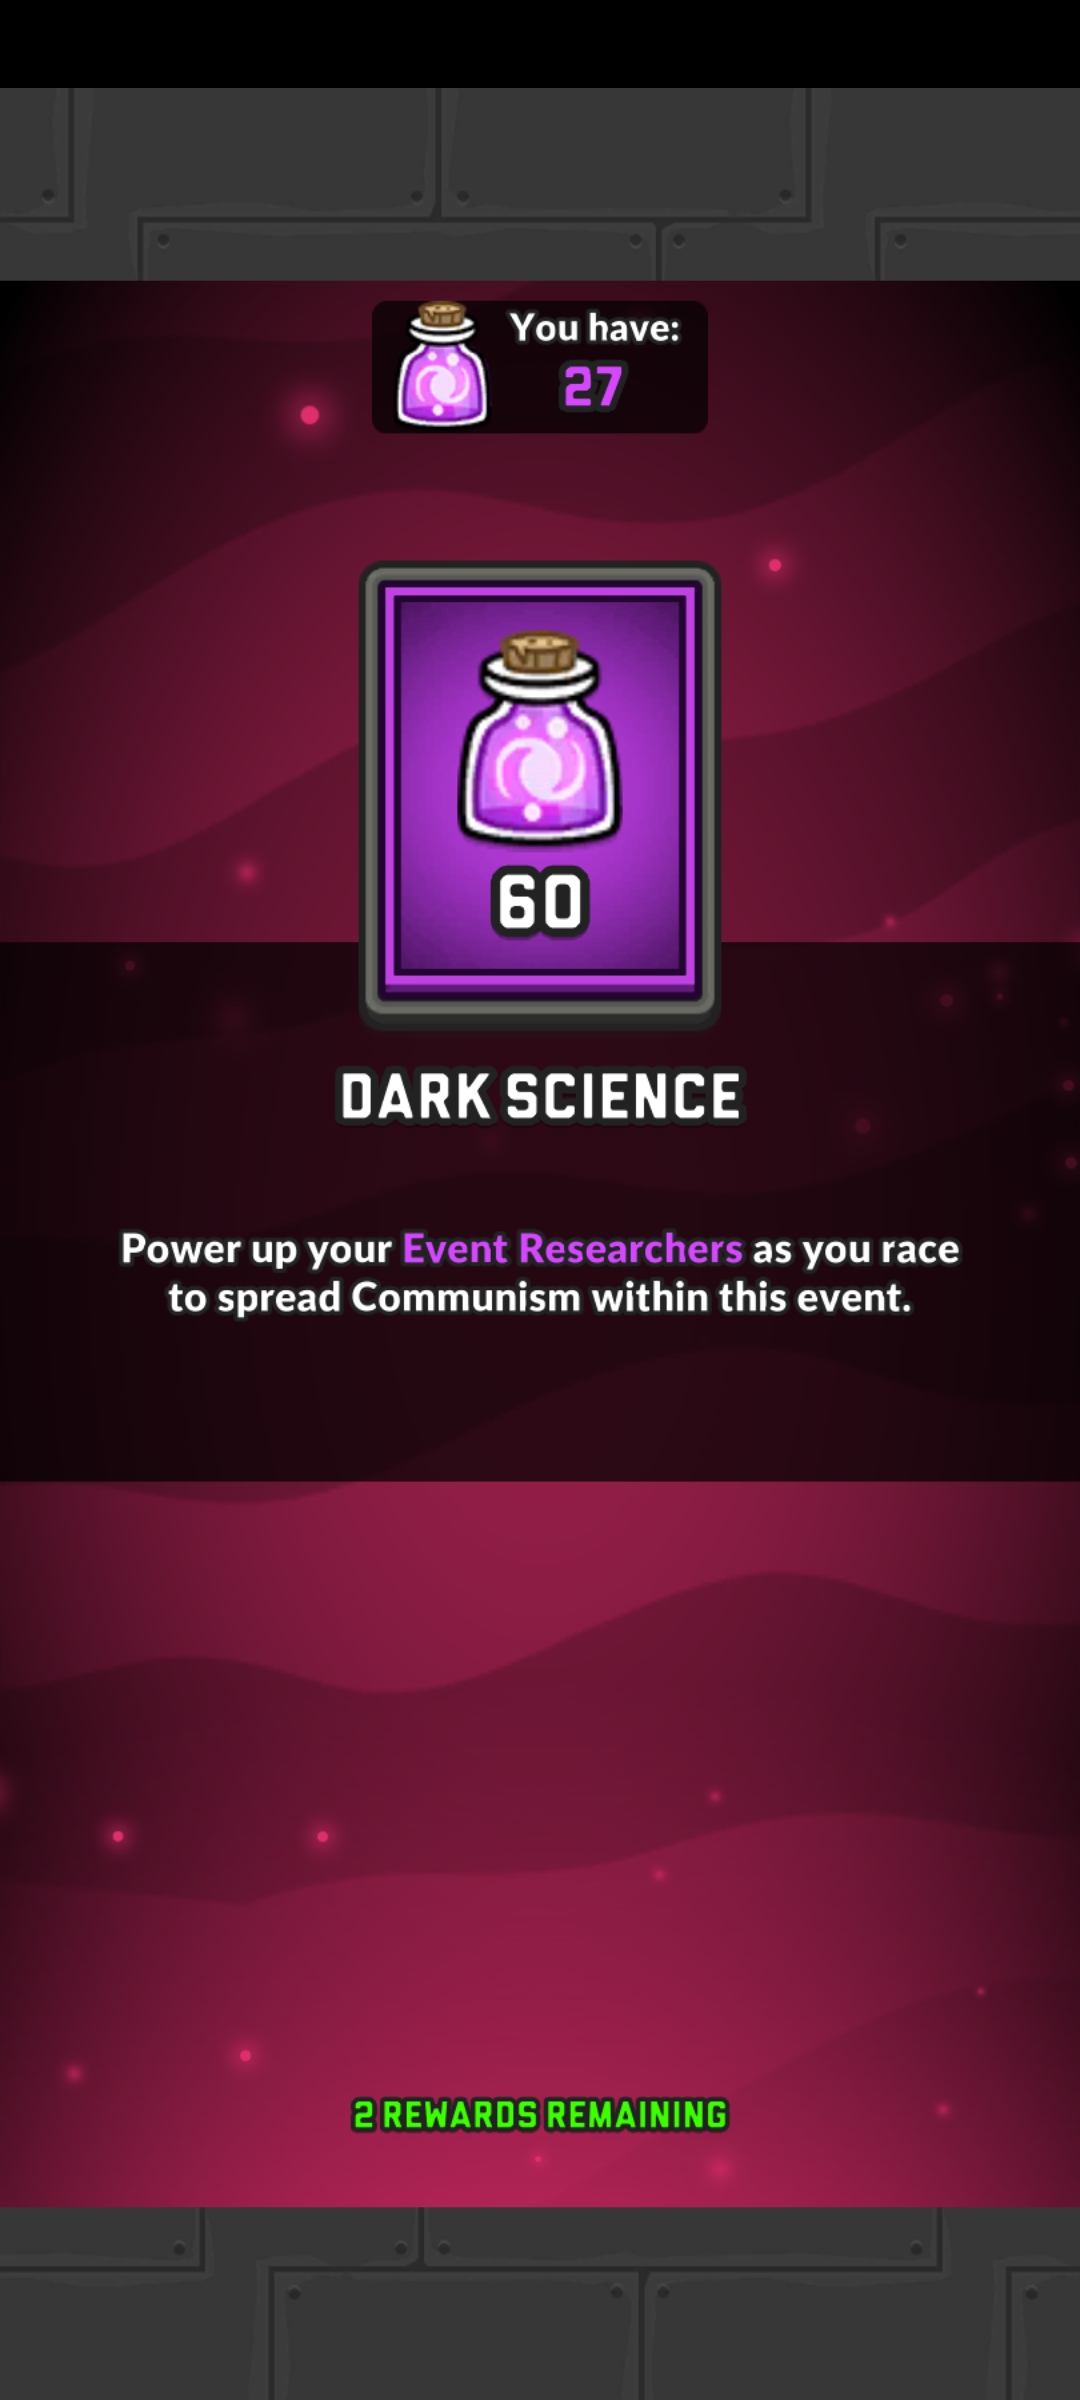 You have:
27
60
DARK SCIENCE
Power up your Event Researchers as you race
to spread Communism within this event.
2 REWARDS REMAINING